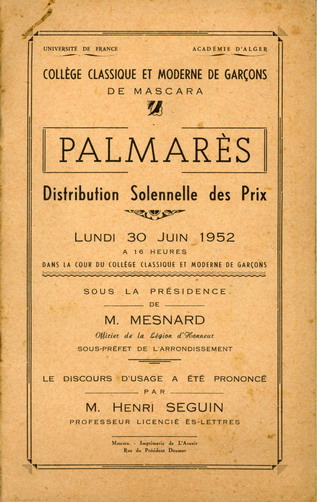 UNIVERSITÉ DE FRANCE
ACADÉMIE D'ALGER
COLLÈGE CLASSIQUE ET MODERNE DE GARÇONS
DE MASCARA
PALMARÈS
Distribution Solennelle des Prix
LUNDI 30 JUIN 1952
A 16 HEURES
DANS LA COUR DU COLLÈGE CLASSIQUE ET MODERNE DE GARÇONS
SOUS LA PRÉSIDENCE
DE
M. MESNARD
Officier de la Légion d'Honneur
SOUS-PRÉFET DE L'ARRONDISSEMENT
LE DISCOURS D'USAGE A ÉTÉ PRONONCÉ
PAR
M. HENRI SEGUIN
PROFESSEUR LICENCIÉ ÈS-LETTRES
Mascara. - Imprimerie de L'Avenir
Rue du Président Doumer